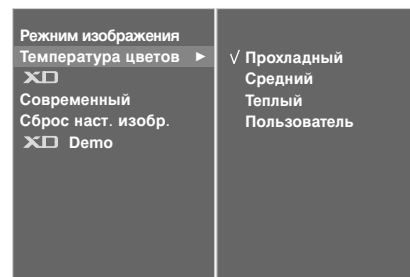 Режим изображения
Температура цветов ►
XD
Современный
Сброс наст. изобр.
XD Demo
√ Прохладный
Средний
Теплый
Пользователь